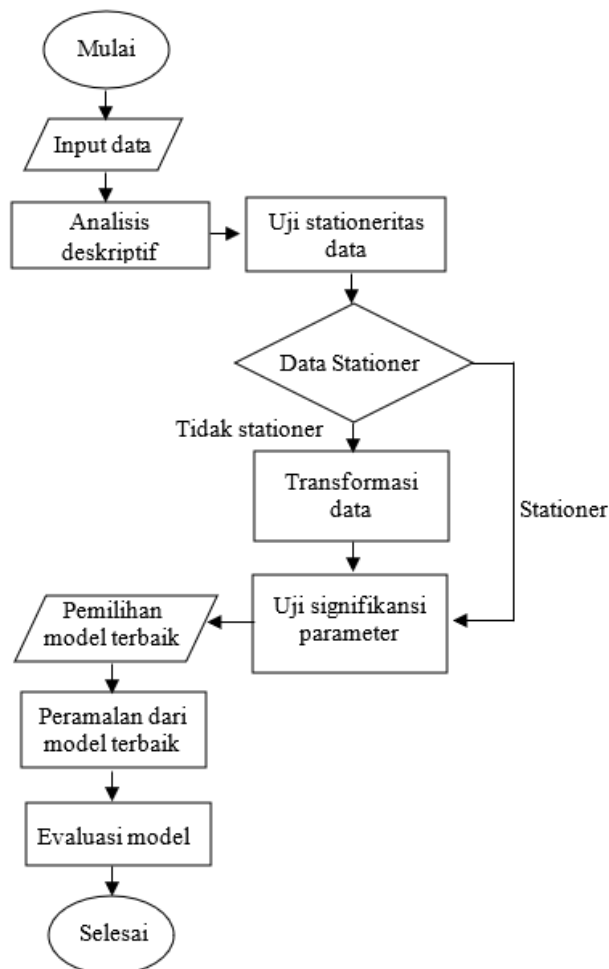 Mulai
Input data
Analisis
deskriptif
Uji stationeritas
data
Data Stationer
Tidak stationer
Stationer
Transformasi
data
Uji signifikansi
parameter
Pemilihan
model terbaik
Peramalan dari
model terbaik
Evaluasi model
Selesai